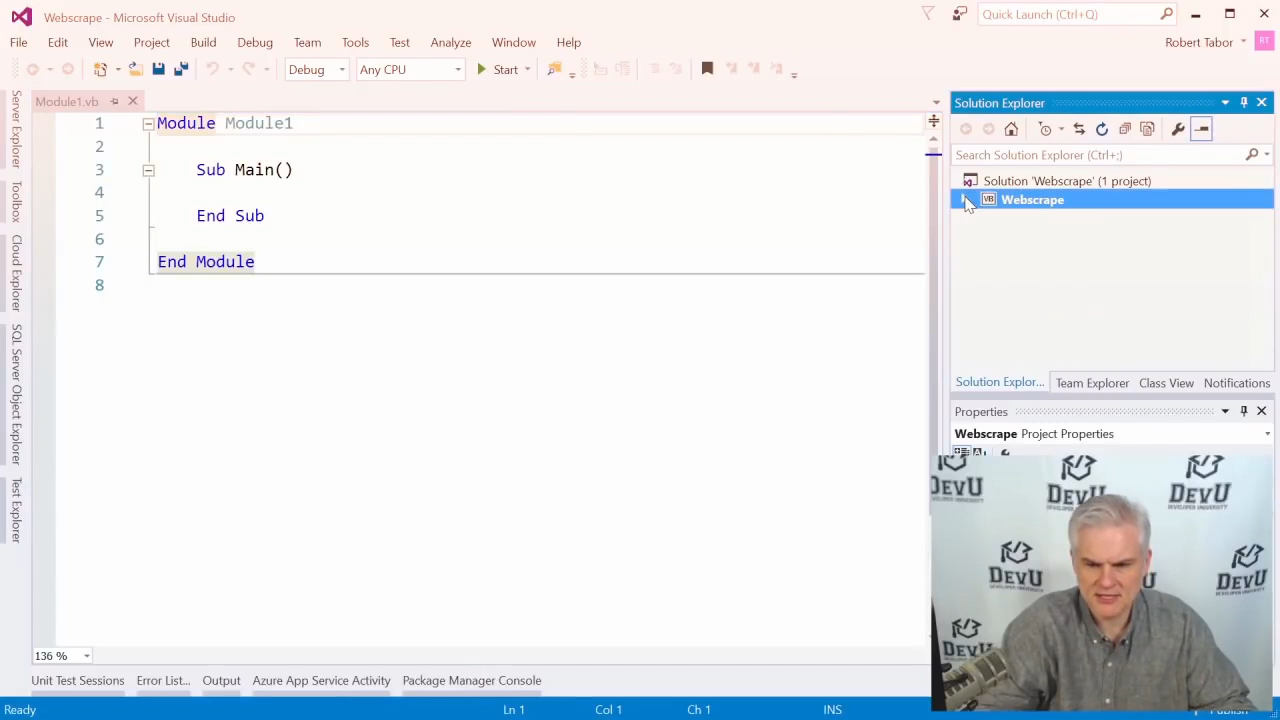 Webscrape - Microsoft Visual Studio
Quick Launch (Ctrl+Q)
File Edit View Project Build Debug Team Tools Test Analyze Window Help
Robert Tabor RT
Debug Any CPU Start
Server Explorer
Toolbox
Cloud Explorer
SQL Server Object Explorer
Test Explorer
Module1.vb
1 Module Module1
2
3 Sub Main()
4
5 End Sub
6
7 End Module
8
136 %
Solution Explorer
Search Solution Explorer (Ctrl+;)
Solution 'Webscrape' (1 project)
VB Webscrape
Solution Explor... Team Explorer Class View Notifications
Properties
Webscrape Project Properties
DEVU
DEVU
DEVELOPER UNIVERSITY
DEVU
DEVELOPER UNIVERSITY
DEVU
DEVELOPER UNIVERSITY
DEVU
DEVELOPER UNIVERSITY
DEVU
Unit Test Sessions Error List... Output Azure App Service Activity Package Manager Console
Ready Ln 1 Col 1 Ch 1 INS